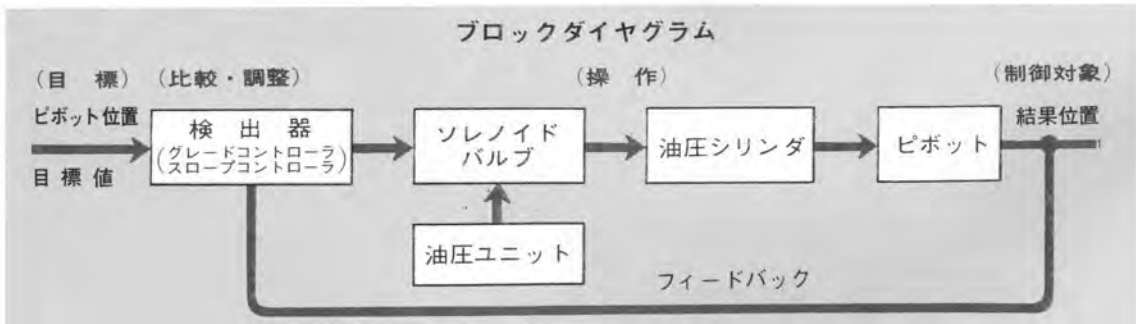 ブロックダイヤグラム
(目 標) (比較・調整) (操 作) (制御対象)
ピボット位置
目標値
検 出 器
(グレードコントローラ
スロープコントローラ)
ソレノイド
バルブ
油圧シリンダ
ピボット
結果位置
油圧ユニット
フィードバック